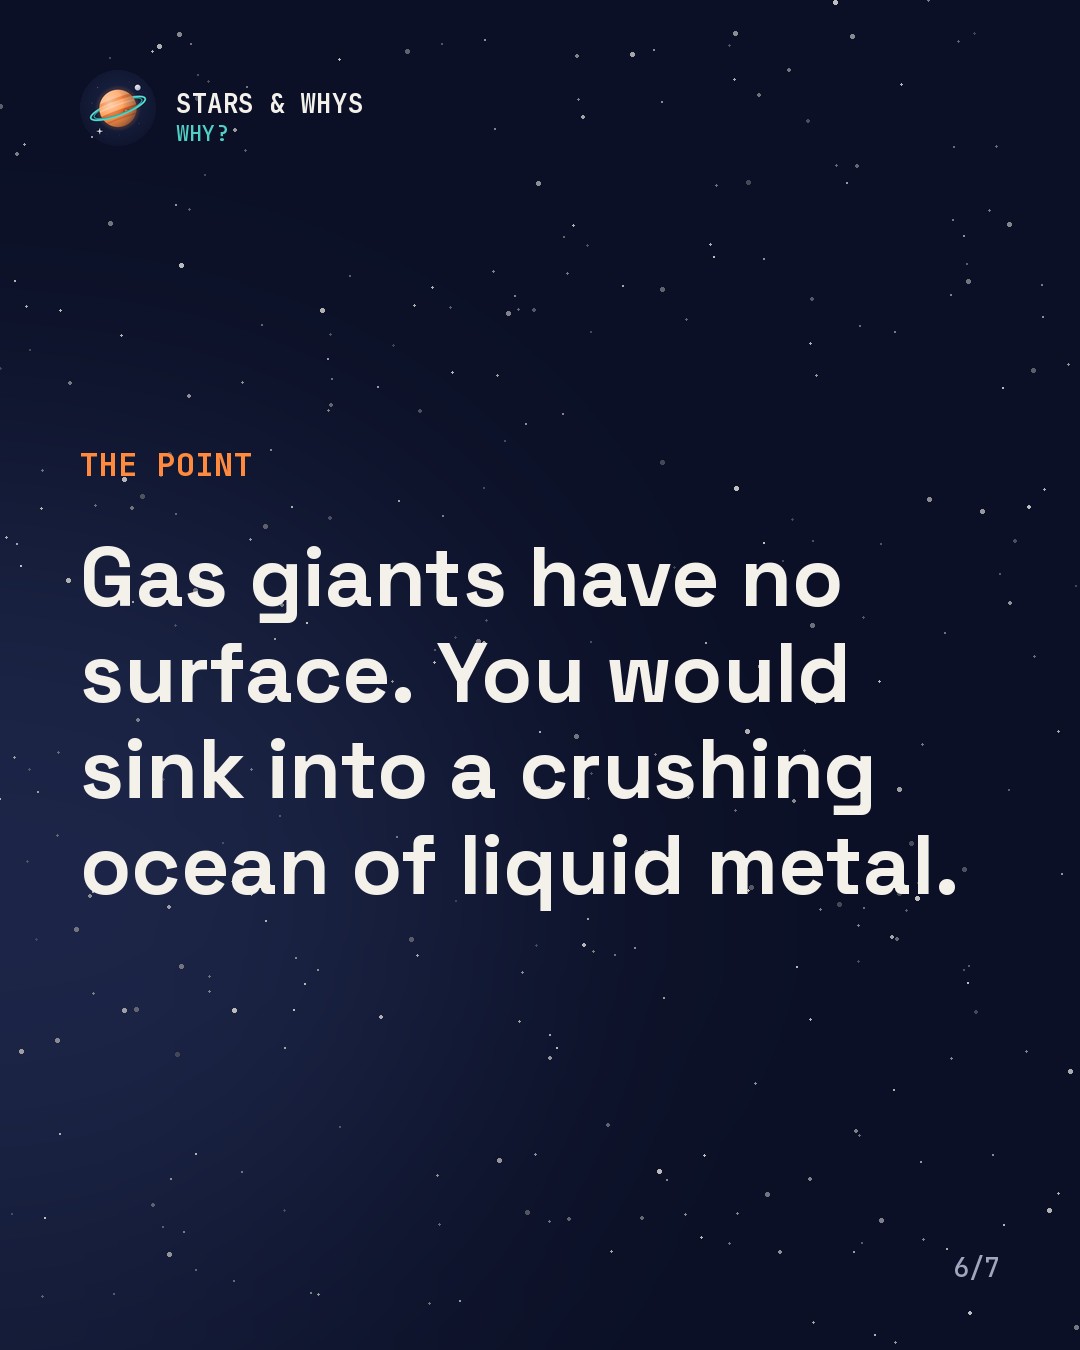 STARS & WHYS
WHY?
THE POINT
Gas giants have no
surface. You would
sink into a crushing
ocean of liquid metal.
6/7